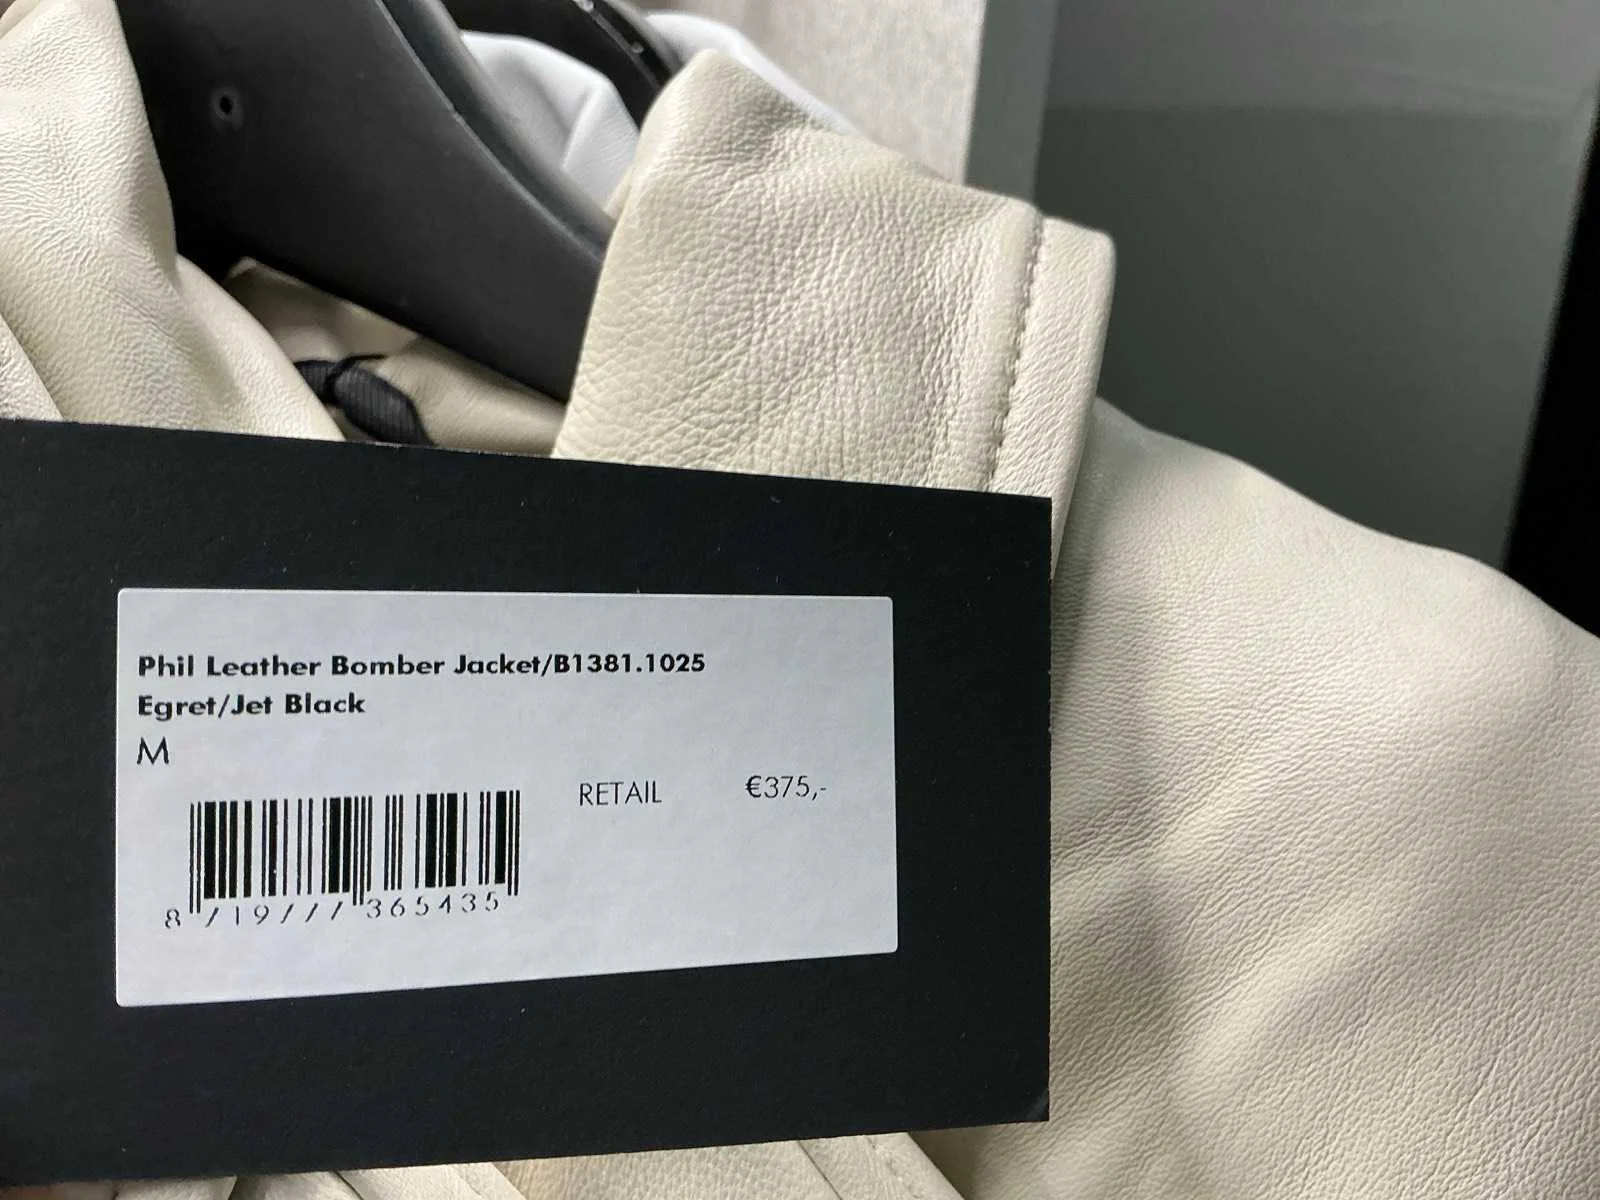 Phil Leather Bomber Jacket/B1381.1025
Egret/Jet Black
M
RETAIL €375,-
8 719777 365435